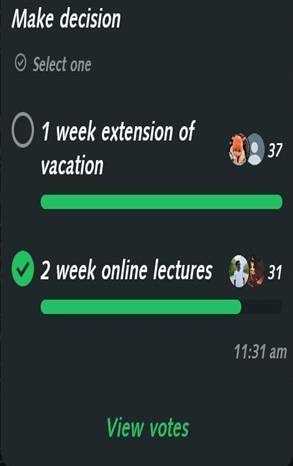 Make decision
Select one
1 week extension of
vacation
37
2 week online lectures
31
11:31 am
View votes